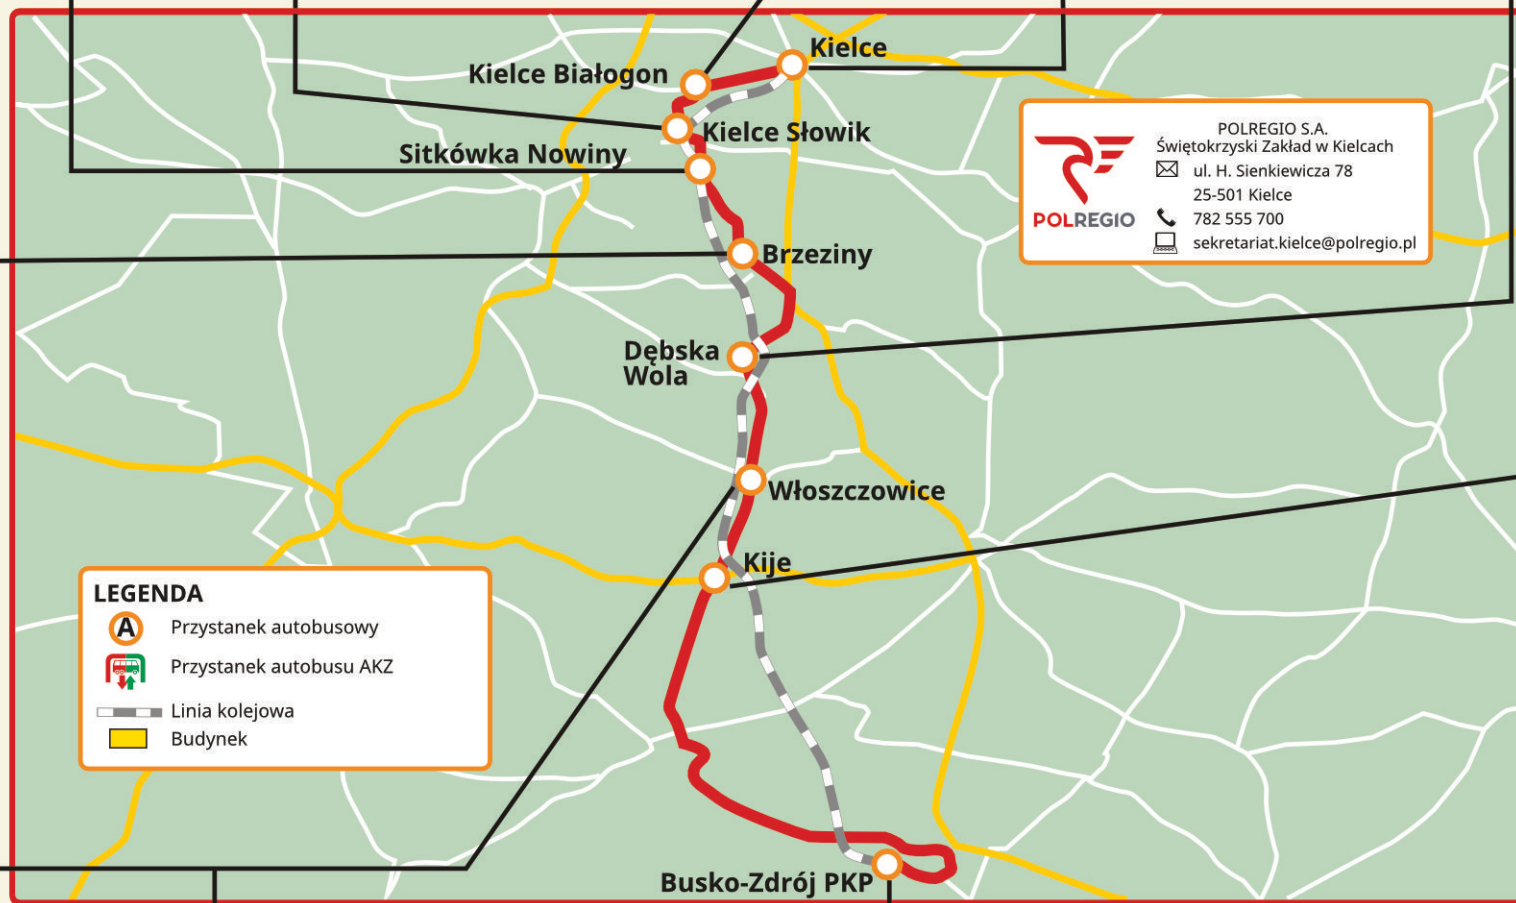 Kielce
Kielce Białogon
Kielce Słowik
Sitkówka Nowiny
Brzeziny
Dębska
Wola
Włoszczowice
Kije
Busko-Zdrój PKP
POLREGIO
POLREGIO S.A.
Świętokrzyski Zakład w Kielcach
ul. H. Sienkiewicza 78
25-501 Kielce
782 555 700
sekretariat.kielce@polregio.pl
LEGENDA
A Przystanek autobusowy
Przystanek autobusu AKZ
Linia kolejowa
Budynek